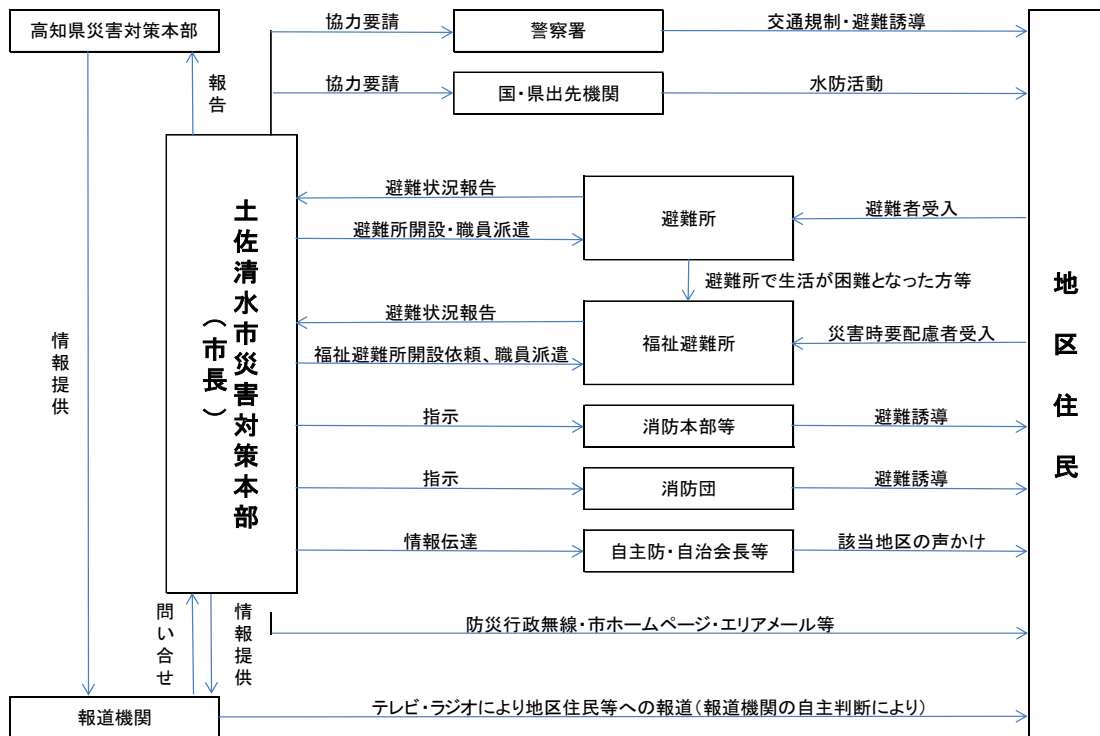 高知県災害対策本部
協力要請
警察署
交通規制・避難誘導
報告
協力要請
国・県出先機関
水防活動
土佐清水市災害対策本部
（市長）
避難状況報告
避難所開設・職員派遣
避難所
避難者受入
避難所で生活が困難となった方等
避難状況報告
福祉避難所開設依頼、職員派遣
福祉避難所
災害時要配慮者受入
指示
消防本部等
避難誘導
指示
消防団
避難誘導
情報伝達
自主防・自治会長等
該当地区の声かけ
地区住民
情報提供
問い合せ
情報提供
防災行政無線・市ホームページ・エリアメール等
報道機関
テレビ・ラジオにより地区住民等への報道（報道機関の自主判断により）